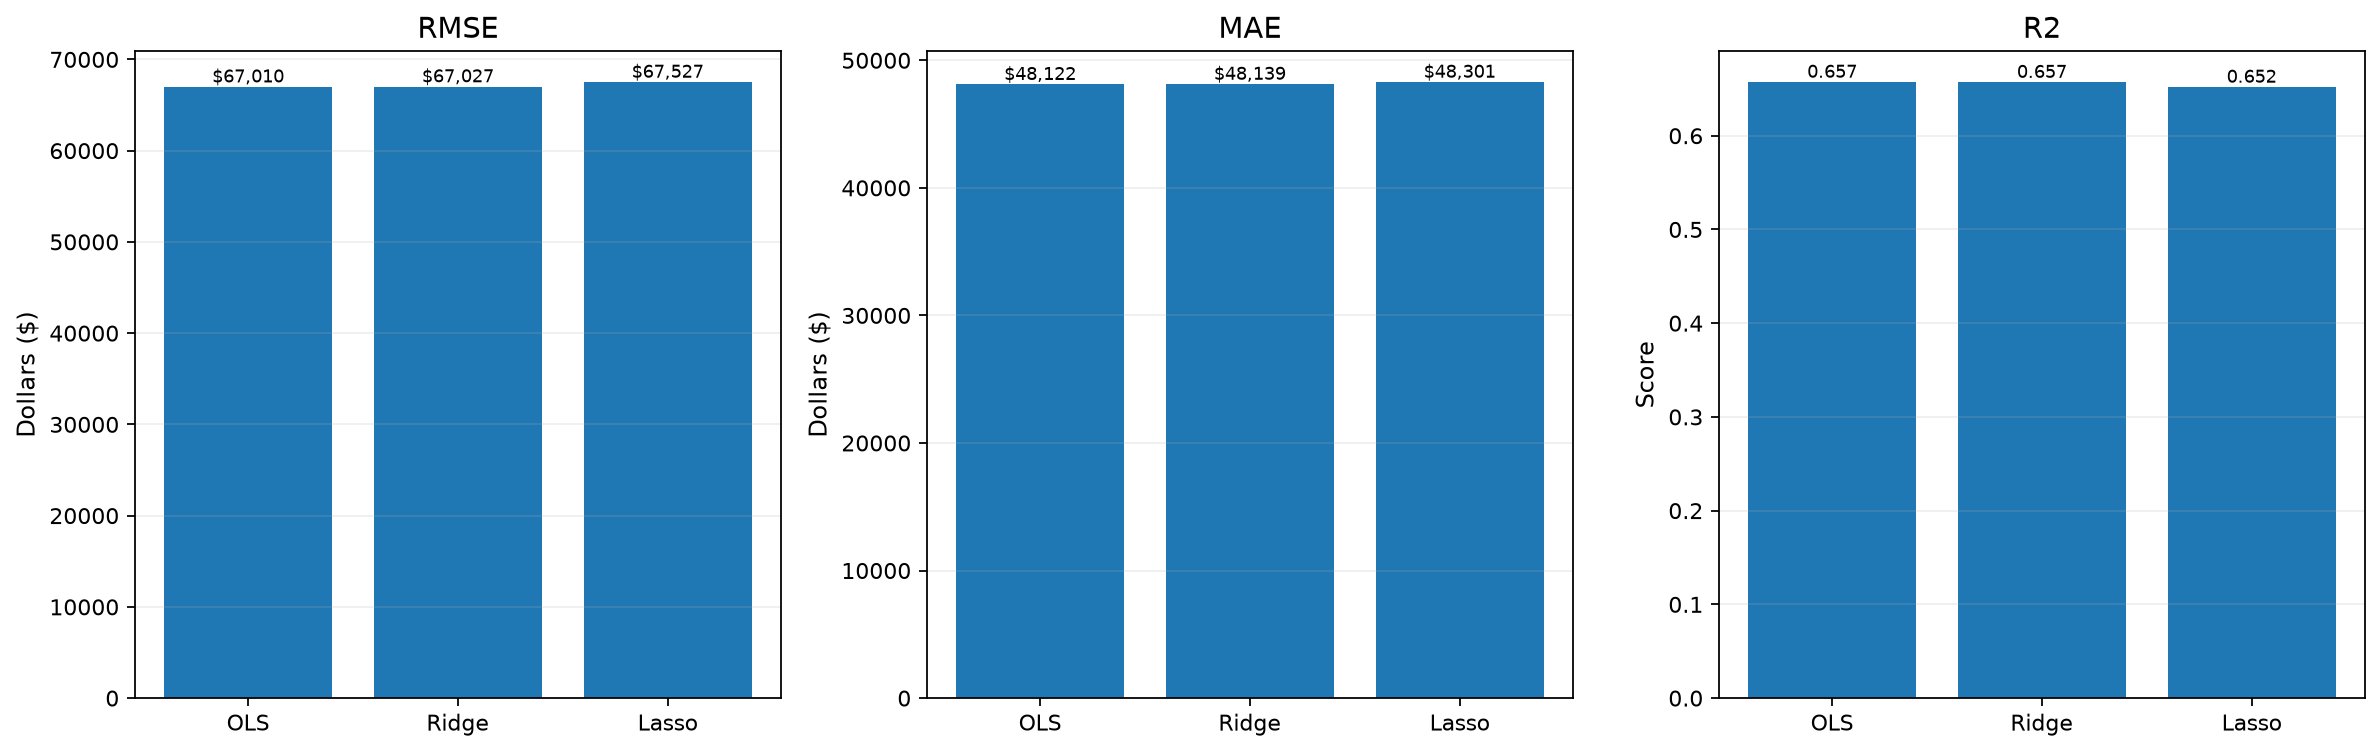 RMSE
70000
60000
50000
40000
30000
20000
10000
0
Dollars ($)
$67,010 $67,027 $67,527
OLS Ridge Lasso
MAE
50000
40000
30000
20000
10000
0
Dollars ($)
$48,122 $48,139 $48,301
OLS Ridge Lasso
R2
0.6
0.5
0.4
0.3
0.2
0.1
0.0
Score
0.657 0.657 0.652
OLS Ridge Lasso